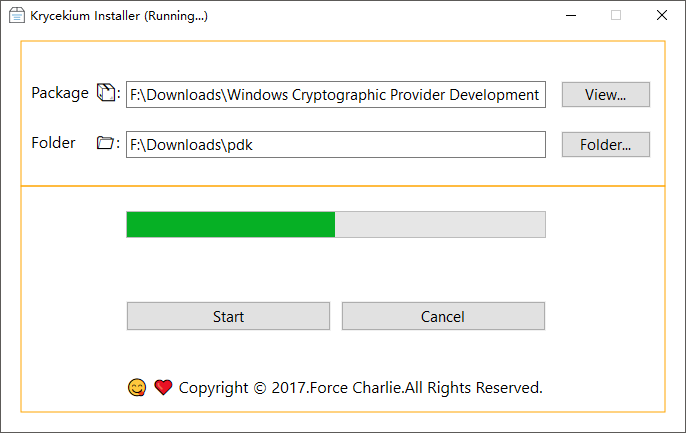 Krycekium Installer (Running...)
Package 📦: F:\Downloads\Windows Cryptographic Provider Development View...
Folder 📂: F:\Downloads\pdk Folder...
Start Cancel
😋 ❤ Copyright © 2017.Force Charlie.All Rights Reserved.